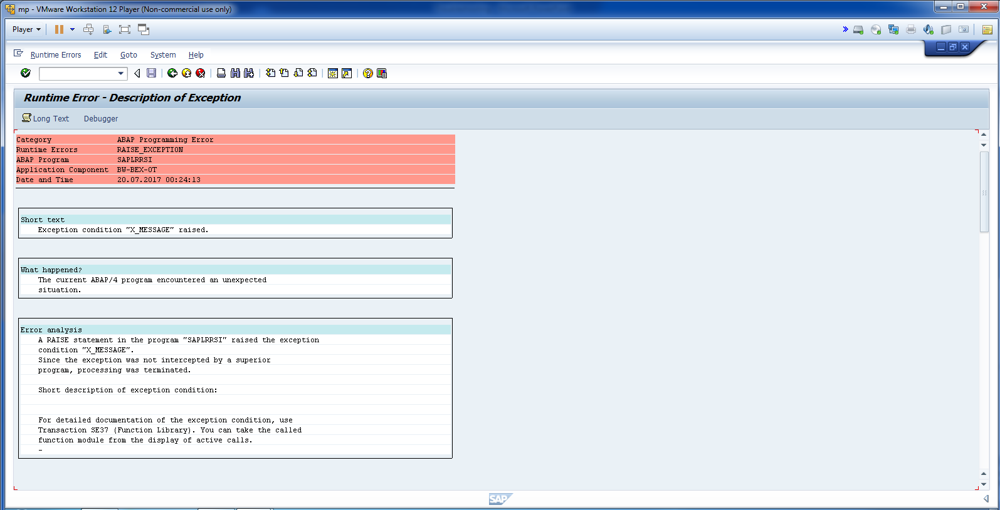 mp - VMware Workstation 12 Player (Non-commercial use only)
Player
Runtime Errors Edit Goto System Help
Runtime Error - Description of Exception
Long Text Debugger
Category ABAP Programming Error
Runtime Errors RAISE_EXCEPTION
ABAP Program SAPLRRSI
Application Component BW-BEX-OT
Date and Time 20.07.2017 00:24:13
Short text
Exception condition "X_MESSAGE" raised.
What happened?
The current ABAP/4 program encountered an unexpected
situation.
Error analysis
A RAISE statement in the program "SAPLRRSI" raised the exception
condition "X_MESSAGE".
Since the exception was not intercepted by a superior
program, processing was terminated.
Short description of exception condition:
For detailed documentation of the exception condition, use
Transaction SE37 (Function Library). You can take the called
function module from the display of active calls.
-
SAP